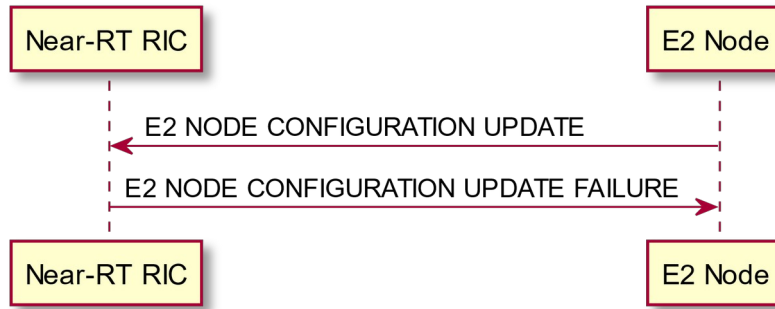 Near-RT RIC
E2 Node
E2 NODE CONFIGURATION UPDATE
E2 NODE CONFIGURATION UPDATE FAILURE
Near-RT RIC
E2 Node